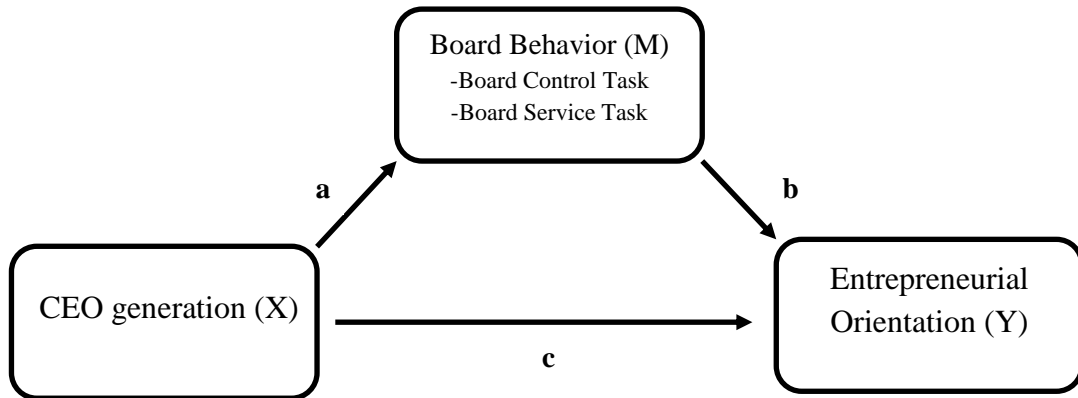 Board Behavior (M)
-Board Control Task
-Board Service Task
a
b
CEO generation (X)
Entrepreneurial
Orientation (Y)
c